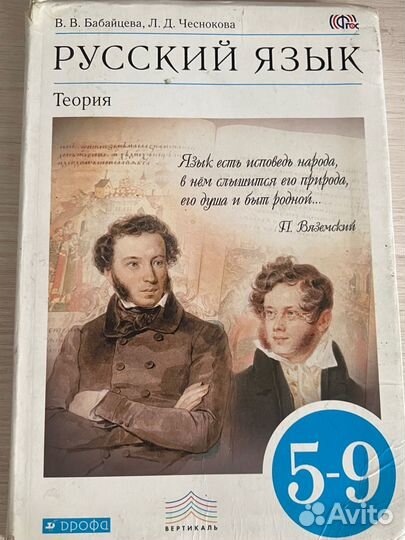 В. В. Бабайцева, Л. Д. Чеснокова
ФГОС
РУССКИЙ ЯЗЫК
Теория
Язык есть исповедь народа,
в нём слышится его природа,
его душа и быт родной...
П. Вяземский
5-9
дрофа
ВЕРТИКАЛЬ
Avito